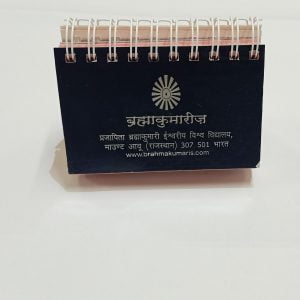 ब्रह्माकुमारीज़
प्रजापिता ब्रह्माकुमारी ईश्वरीय विश्व विद्यालय,
माउण्ट आबू (राजस्थान) 307 501 भारत
www.brahmakumaris.com